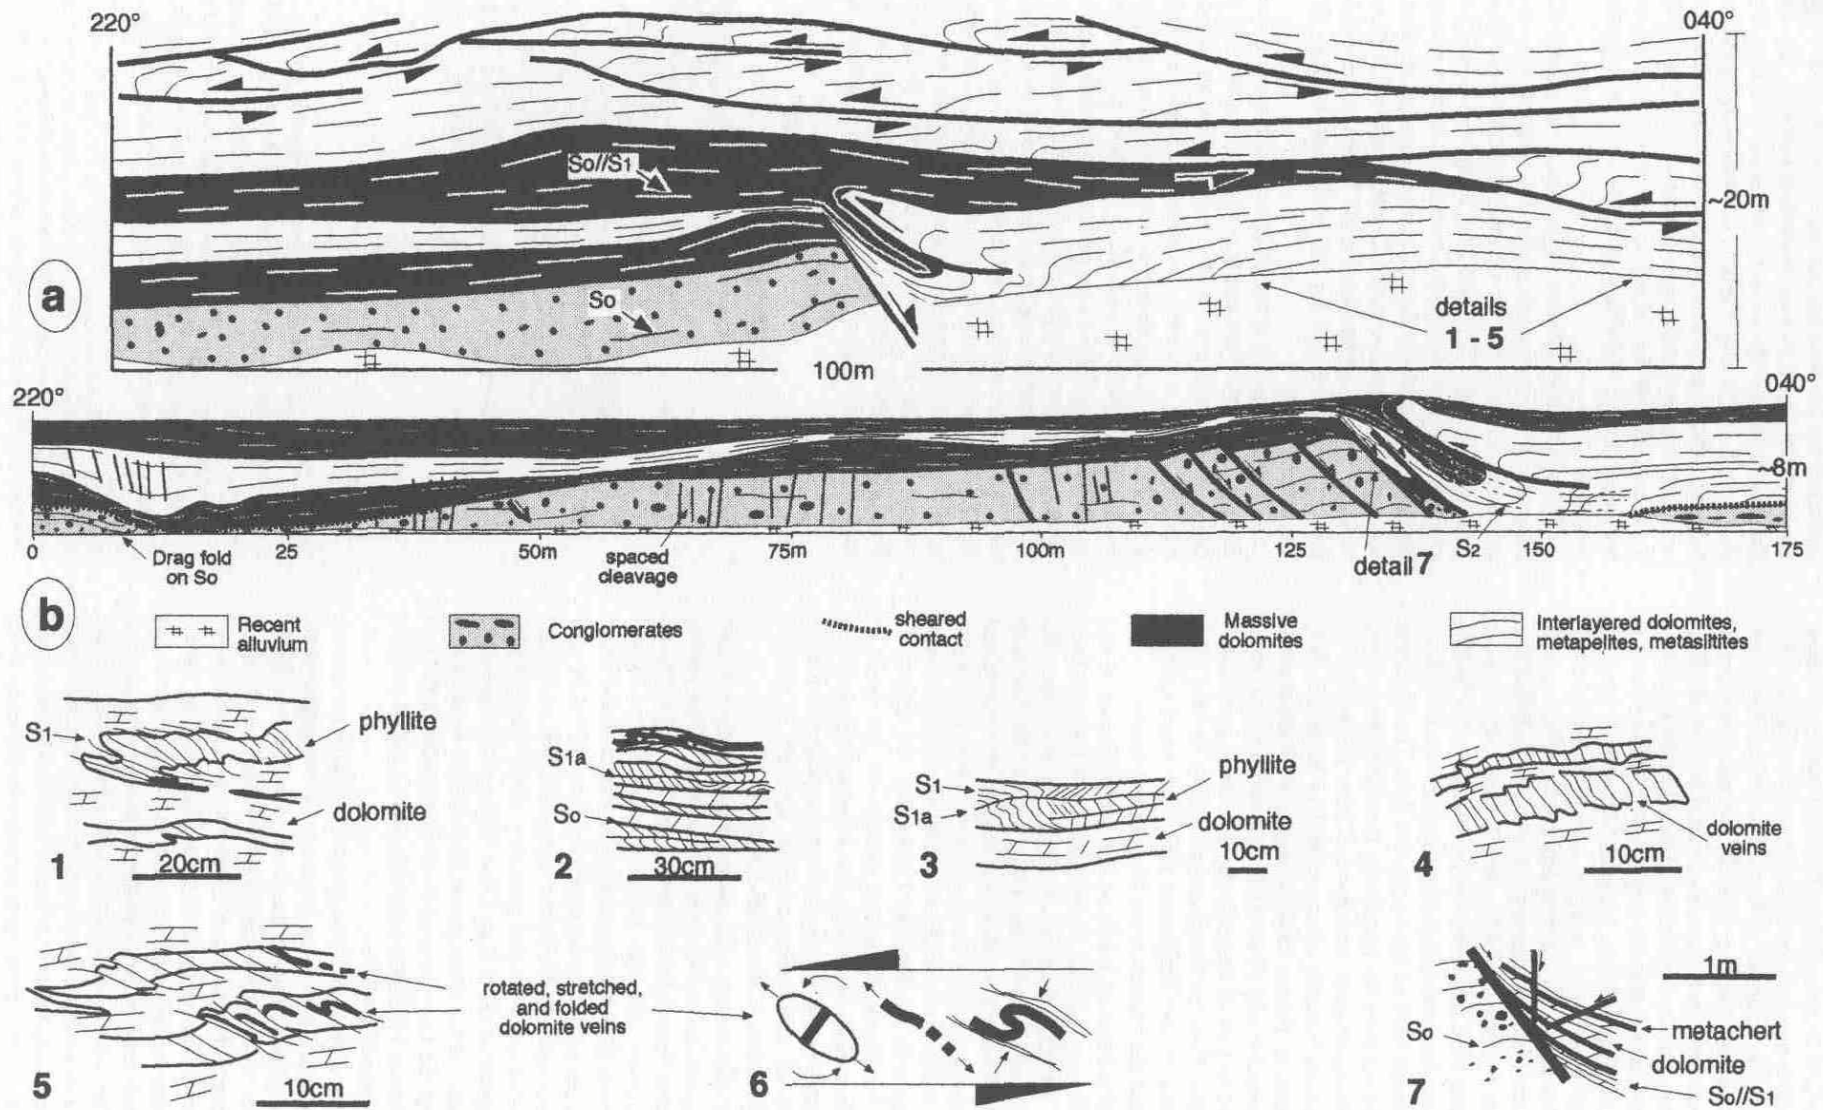 220°
040°
So//S1
~20m
a
So
details
1 - 5
100m
220°
040°
~8m
0
25
50m
75m
100m
125
150
175
Drag fold
on So
spaced
cleavage
detail 7
S2
b
Recent
alluvium
Conglomerates
sheared
contact
Massive
dolomites
Interlayered dolomites,
metapelites, metasiltites
S1
phyllite
dolomite
1
20cm
S1a
So
2
30cm
S1
S1a
phyllite
dolomite
3
10cm
dolomite
veins
4
10cm
rotated, stretched,
and folded
dolomite veins
5
10cm
6
1m
So
metachert
dolomite
So//S1
7